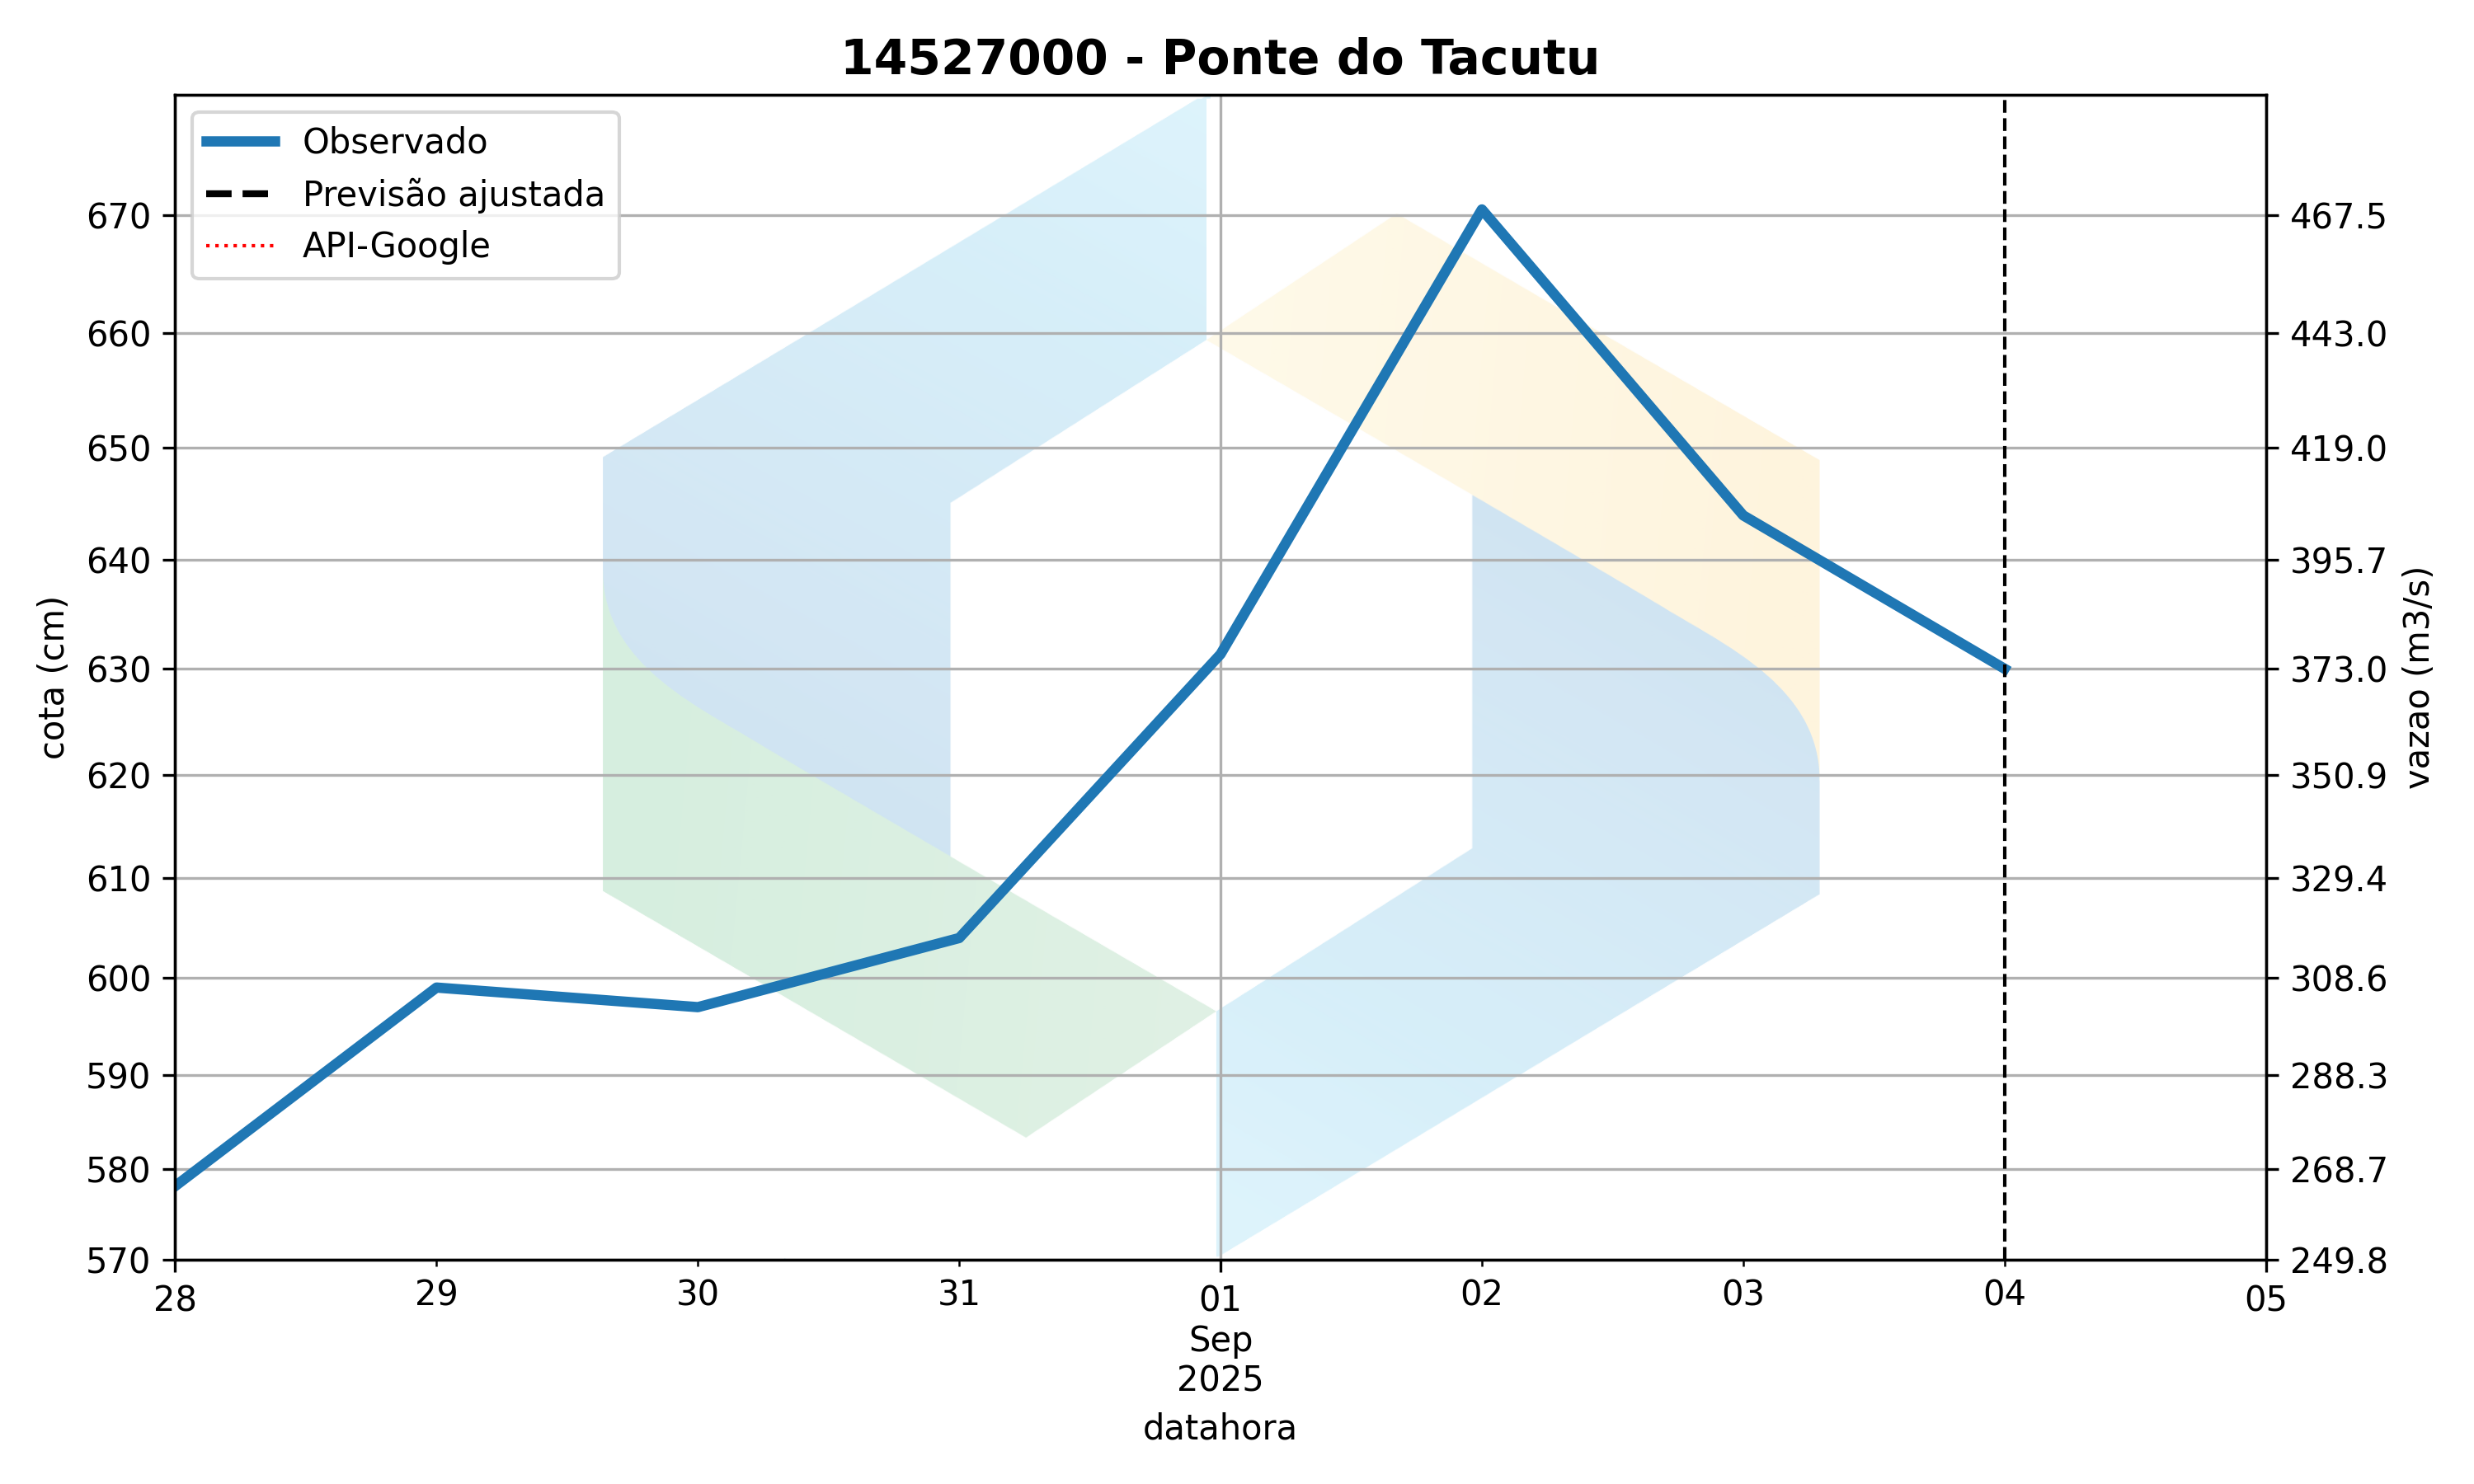 14527000 - Ponte do Tacutu
Observado
Previsão ajustada
API-Google
cota (cm)
670
660
650
640
630
620
610
600
590
580
570
467.5
443.0
419.0
395.7
373.0
350.9
329.4
308.6
288.3
268.7
249.8
vazao (m3/s)
28 29 30 31 01 02 03 04 05
Sep
2025
datahora